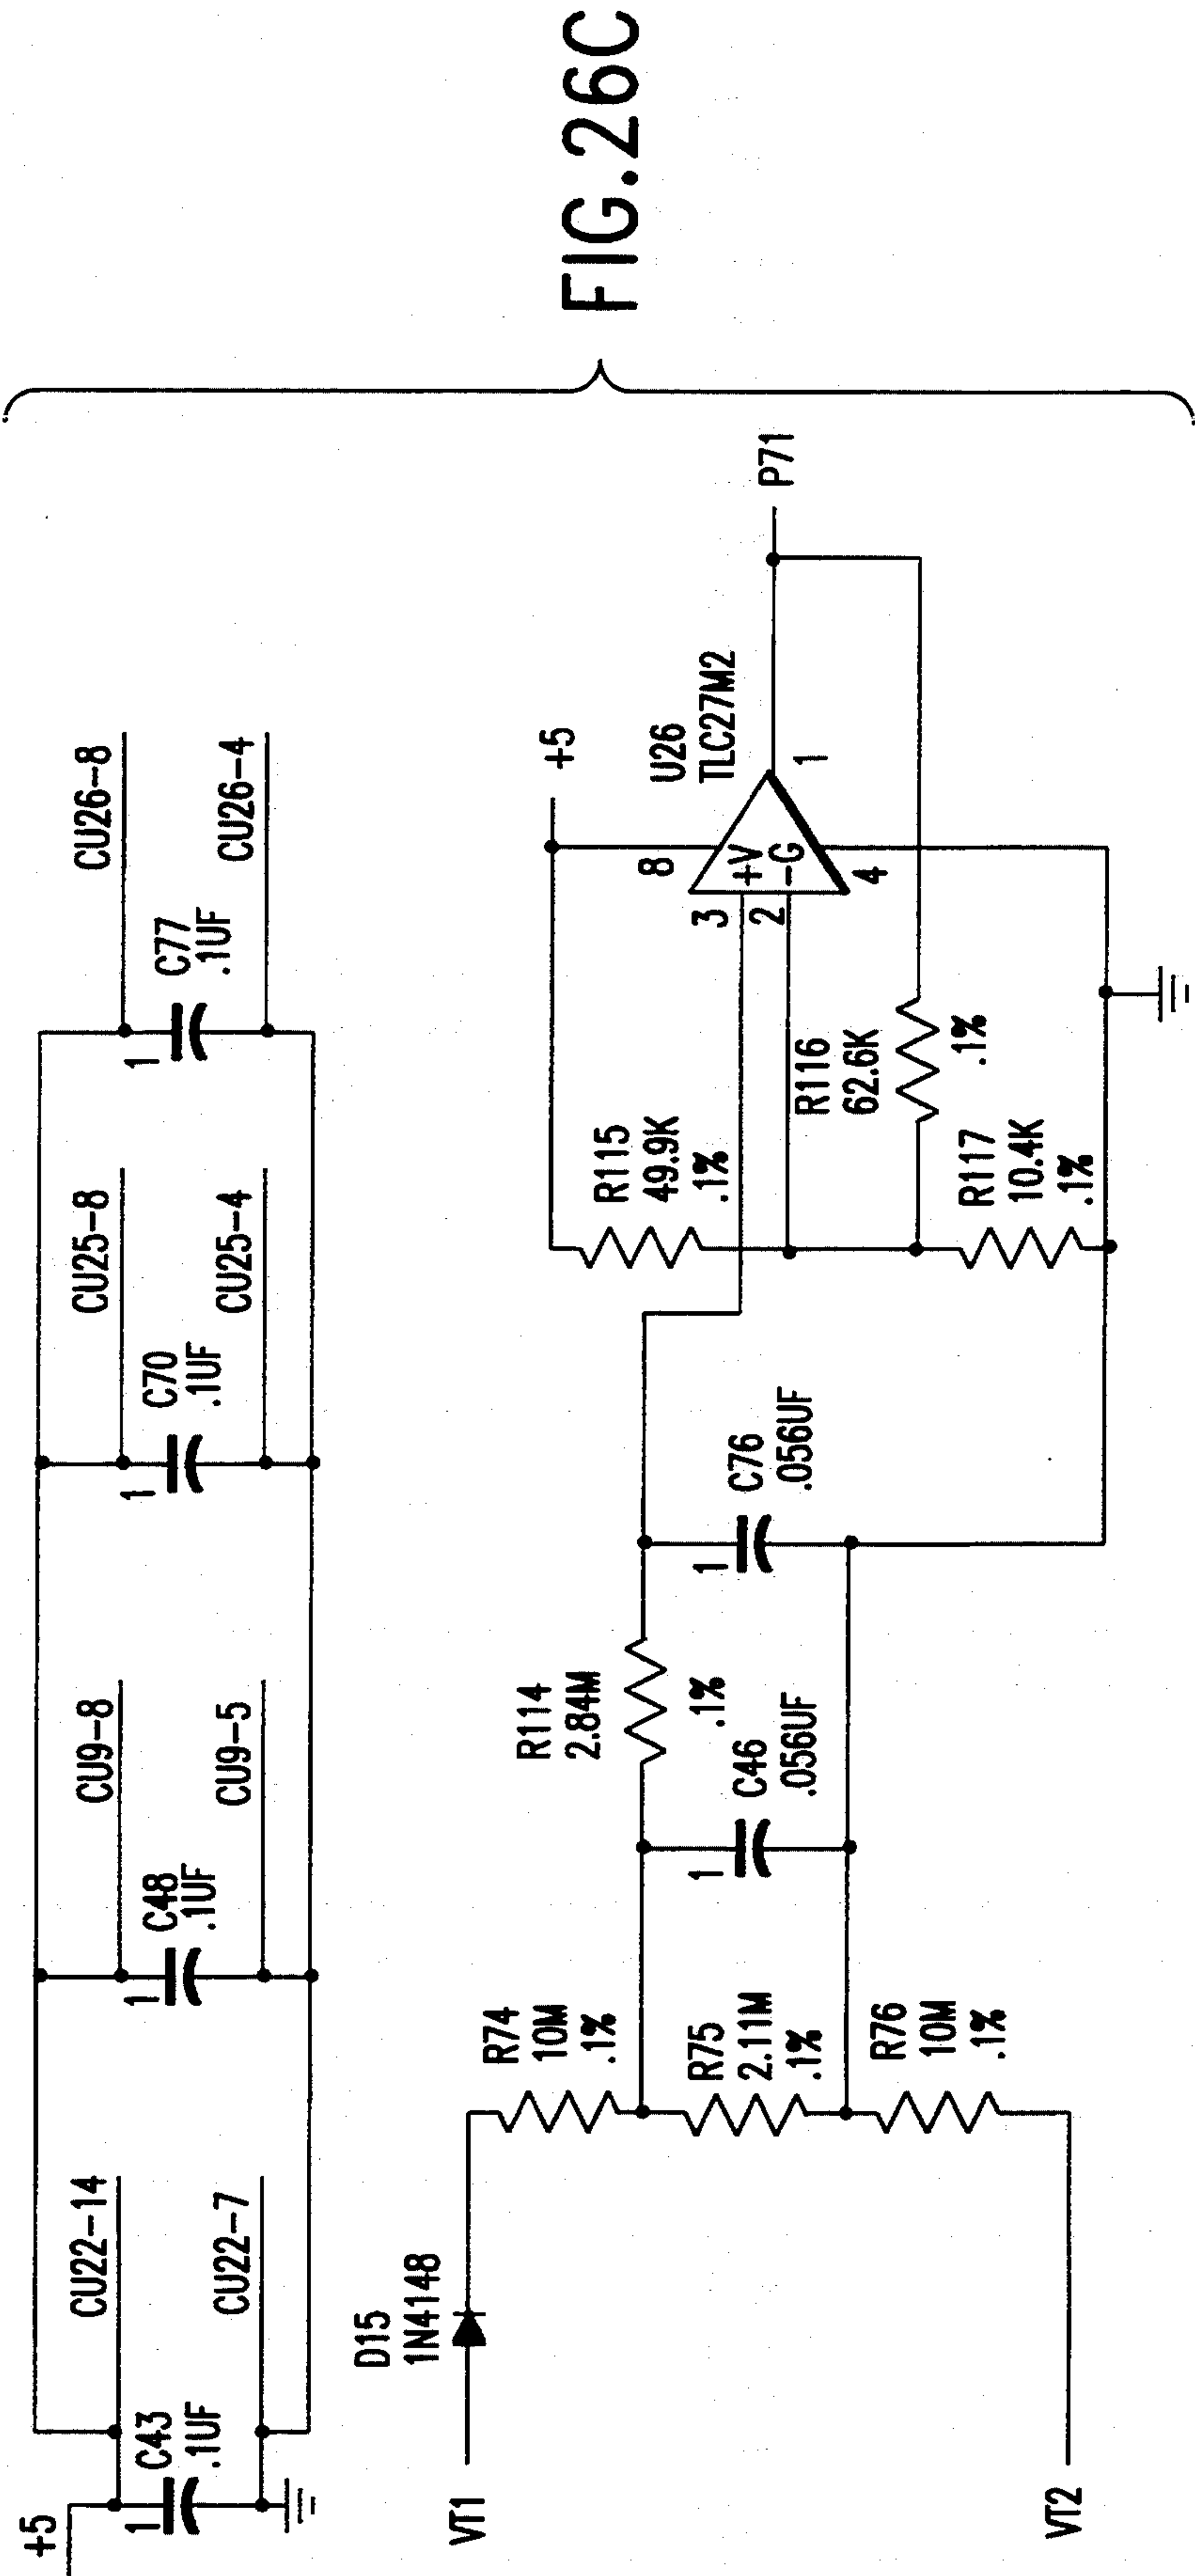 +5
1
C43
.1UF
CU22-14
CU22-7
1
C48
.1UF
CU9-8
CU9-5
1
C70
.1UF
CU25-8
CU25-4
1
C77
.1UF
CU26-8
CU26-4
VT1
D15
1N4148
VT2
R74
10M
.1%
R75
2.11M
.1%
R76
10M
.1%
1
C46
.056UF
R114
2.84M
.1%
1
C76
.056UF
R115
49.9K
.1%
R116
62.6K
.1%
R117
10.4K
.1%
+5
8
3
2
+V
-G
4
1
U26
TLC27M2
P71
FIG.26C